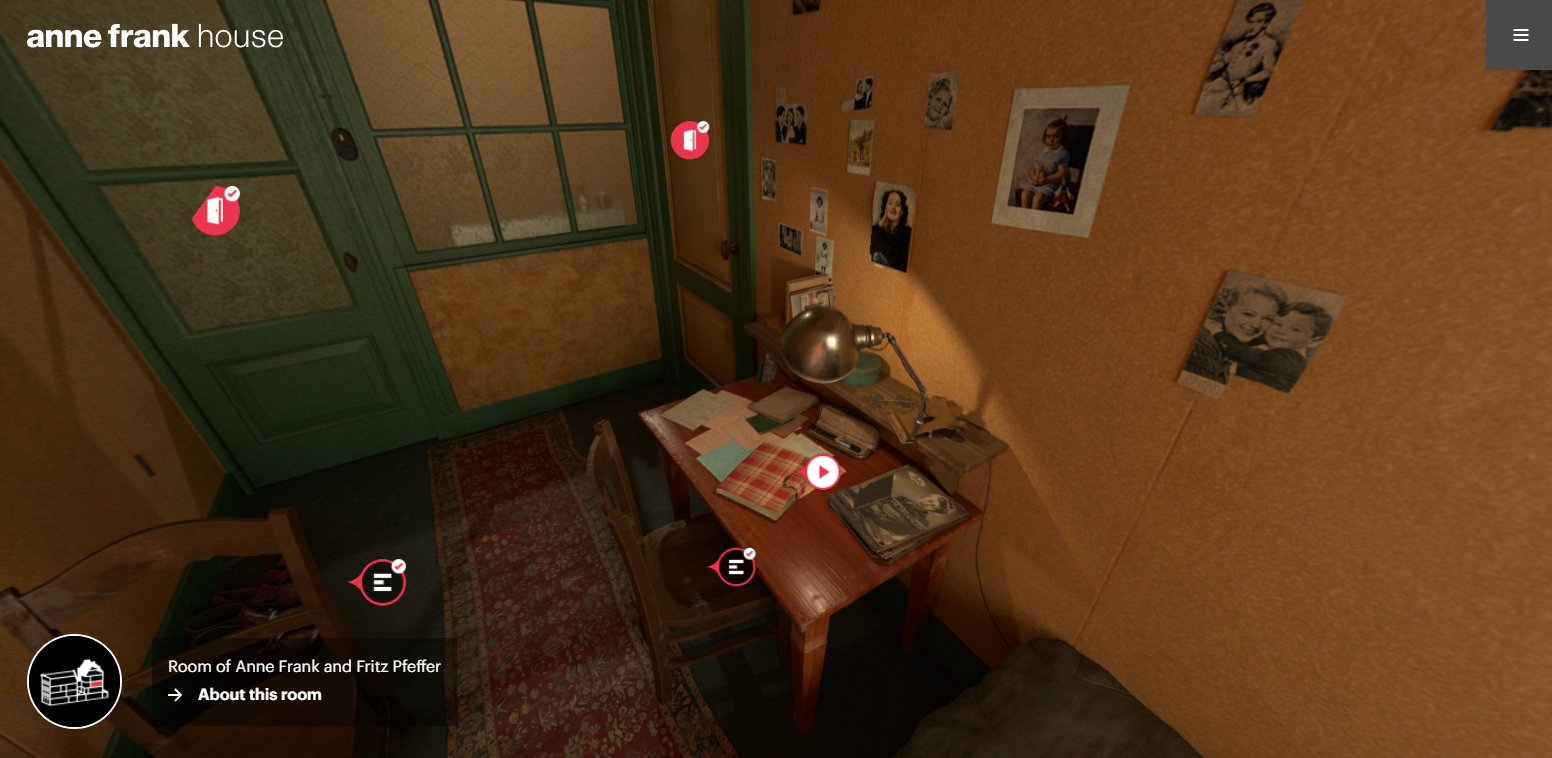 anne frank house
Room of Anne Frank and Fritz Pfeffer
→ About this room